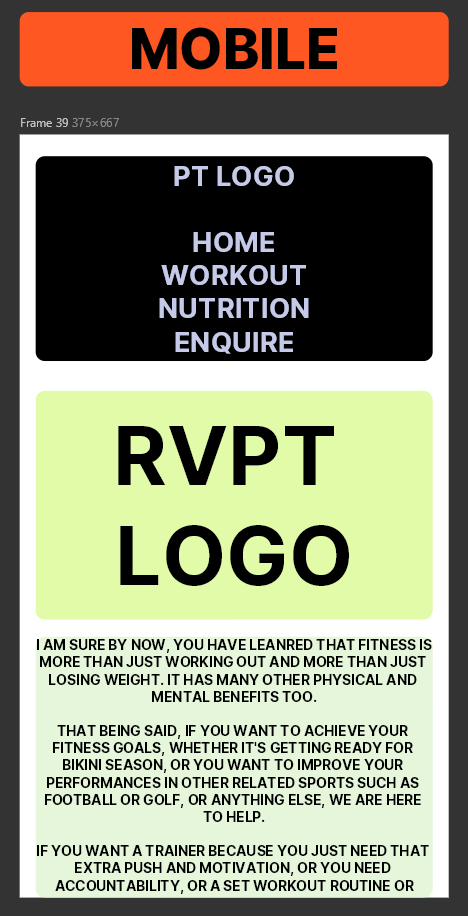 MOBILE
Frame 39 375×667
PT LOGO
HOME
WORKOUT
NUTRITION
ENQUIRE
RVPT
LOGO
I AM SURE BY NOW, YOU HAVE LEANRED THAT FITNESS IS
MORE THAN JUST WORKING OUT AND MORE THAN JUST
LOSING WEIGHT. IT HAS MANY OTHER PHYSICAL AND
MENTAL BENEFITS TOO.
THAT BEING SAID, IF YOU WANT TO ACHIEVE YOUR
FITNESS GOALS, WHETHER IT'S GETTING READY FOR
BIKINI SEASON, OR YOU WANT TO IMPROVE YOUR
PERFORMANCES IN OTHER RELATED SPORTS SUCH AS
FOOTBALL OR GOLF, OR ANYTHING ELSE, WE ARE HERE
TO HELP.
IF YOU WANT A TRAINER BECAUSE YOU JUST NEED THAT
EXTRA PUSH AND MOTIVATION, OR YOU NEED
ACCOUNTABILITY, OR A SET WORKOUT ROUTINE OR